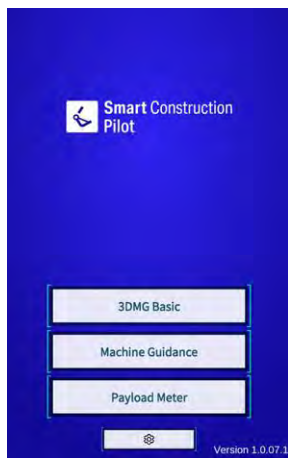 Smart Construction
Pilot
3DMG Basic
Machine Guidance
Payload Meter
Version 1.0.07.1